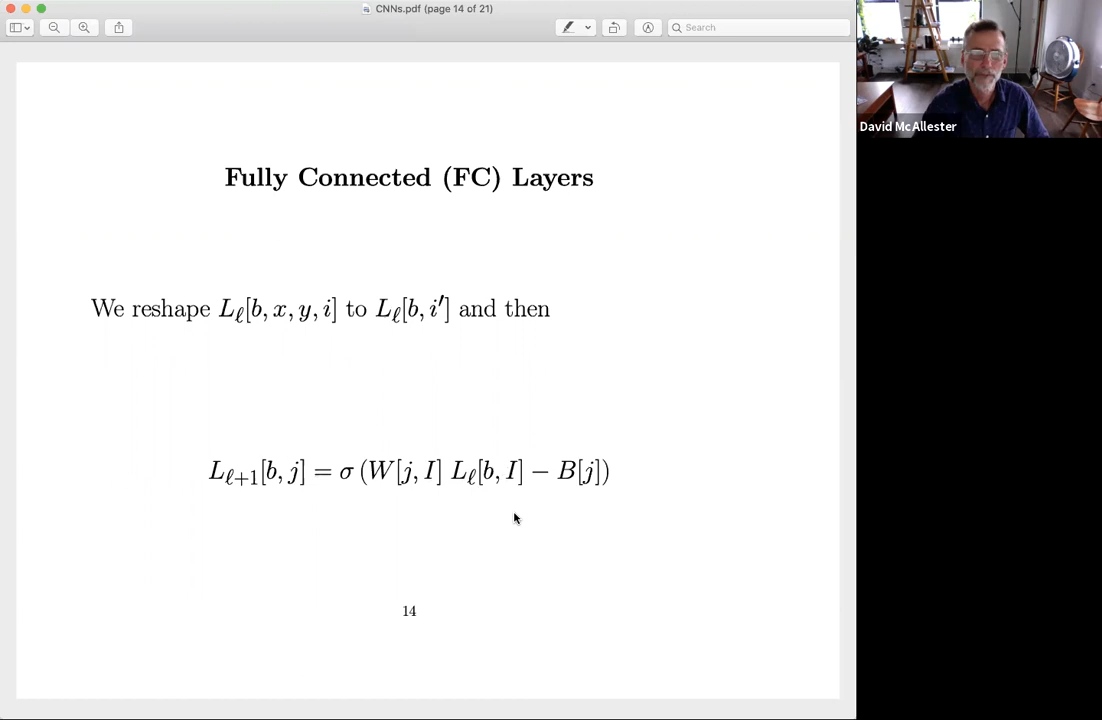 CNNs.pdf (page 14 of 21)
Search
David McAllester
Fully Connected (FC) Layers
We reshape L_ℓ[b, x, y, i] to L_ℓ[b, i′] and then
L_{ℓ+1}[b, j] = σ (W[j, I] L_ℓ[b, I] − B[j])
14